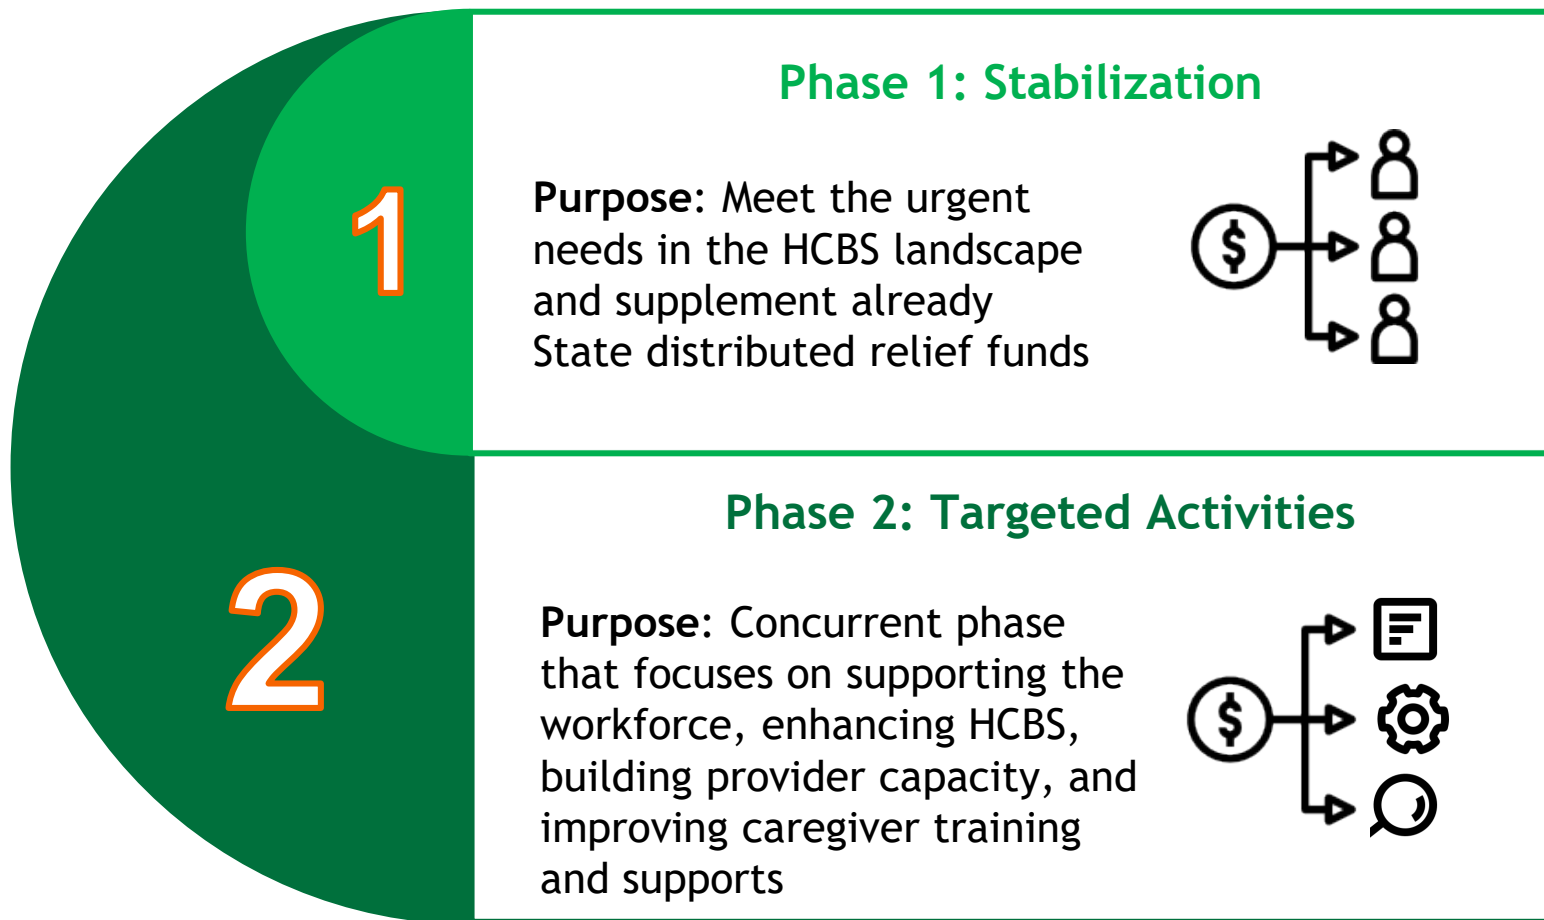 1
Phase 1: Stabilization
Purpose: Meet the urgent
needs in the HCBS landscape
and supplement already
State distributed relief funds
$
2
Phase 2: Targeted Activities
Purpose: Concurrent phase
that focuses on supporting the
workforce, enhancing HCBS,
building provider capacity, and
improving caregiver training
and supports
$